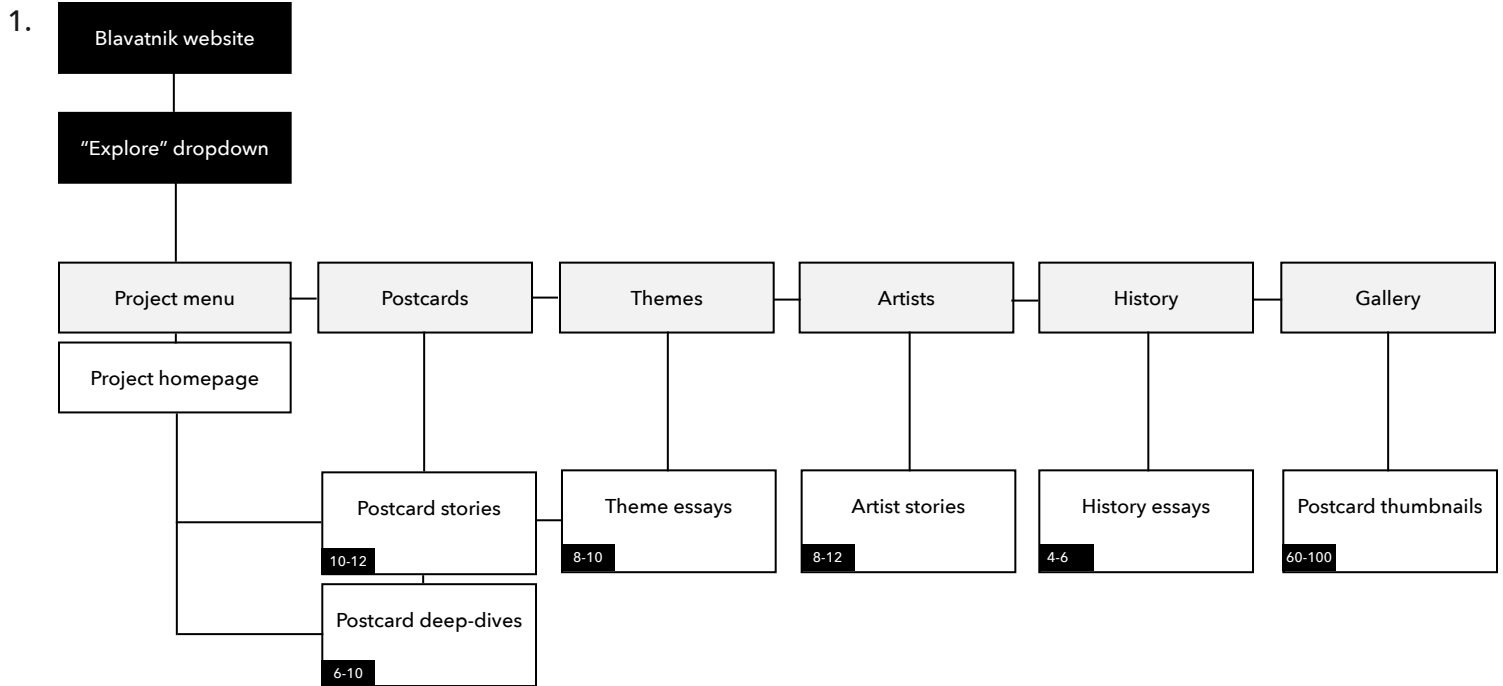 1.
Blavatnik website
“Explore” dropdown
Project menu
Postcards
Themes
Artists
History
Gallery
Project homepage
Postcard stories
Theme essays
Artist stories
History essays
Postcard thumbnails
10-12
8-10
8-12
4-6
60-100
Postcard deep-dives
6-10